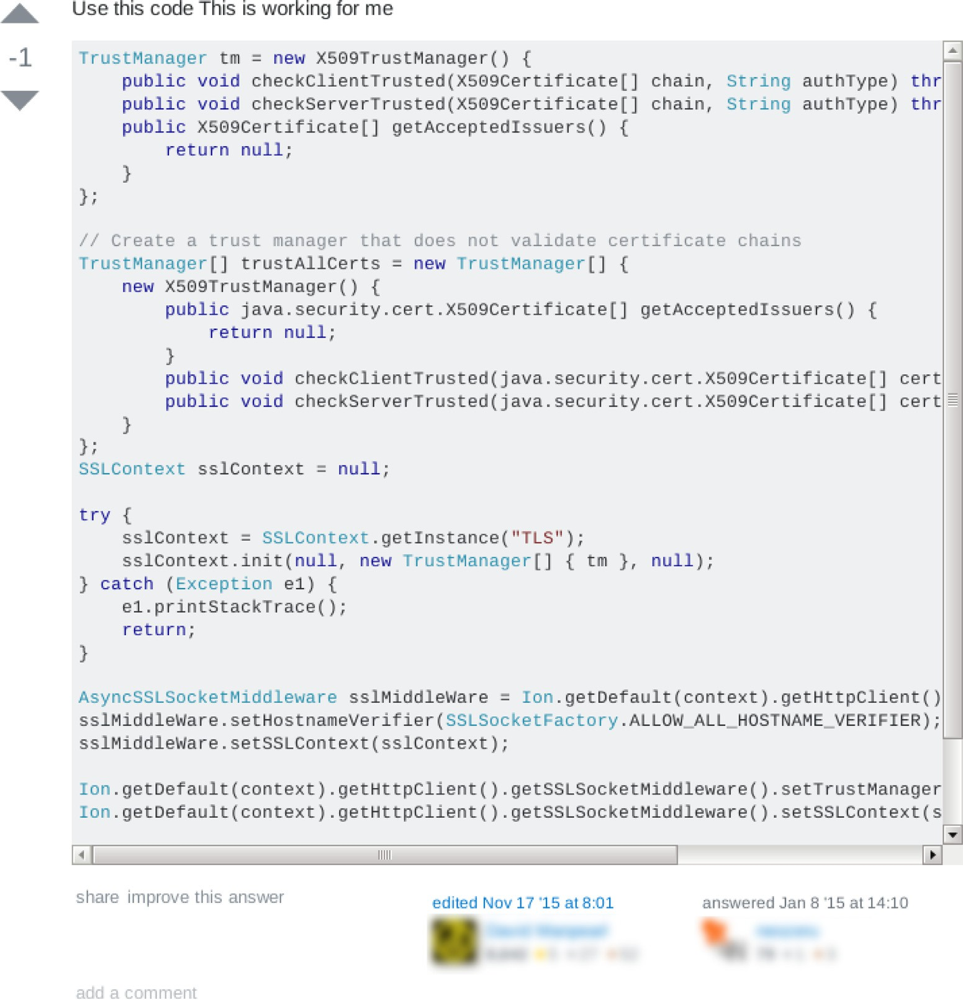 Use this code This is working for me
-1
TrustManager tm = new X509TrustManager() {
    public void checkClientTrusted(X509Certificate[] chain, String authType) thr
    public void checkServerTrusted(X509Certificate[] chain, String authType) thr
    public X509Certificate[] getAcceptedIssuers() {
        return null;
    }
};
// Create a trust manager that does not validate certificate chains
TrustManager[] trustAllCerts = new TrustManager[] {
    new X509TrustManager() {
        public java.security.cert.X509Certificate[] getAcceptedIssuers() {
            return null;
        }
        public void checkClientTrusted(java.security.cert.X509Certificate[] cert
        public void checkServerTrusted(java.security.cert.X509Certificate[] cert
    }
};
SSLContext sslContext = null;
try {
    sslContext = SSLContext.getInstance("TLS");
    sslContext.init(null, new TrustManager[] { tm }, null);
} catch (Exception e1) {
    e1.printStackTrace();
    return;
}
AsyncSSLSocketMiddleware sslMiddleWare = Ion.getDefault(context).getHttpClient()
sslMiddleWare.setHostnameVerifier(SSLSocketFactory.ALLOW_ALL_HOSTNAME_VERIFIER);
sslMiddleWare.setSSLContext(sslContext);
Ion.getDefault(context).getHttpClient().getSSLSocketMiddleware().setTrustManager
Ion.getDefault(context).getHttpClient().getSSLSocketMiddleware().setSSLContext(s
share improve this answer
edited Nov 17 '15 at 8:01
answered Jan 8 '15 at 14:10
add a comment